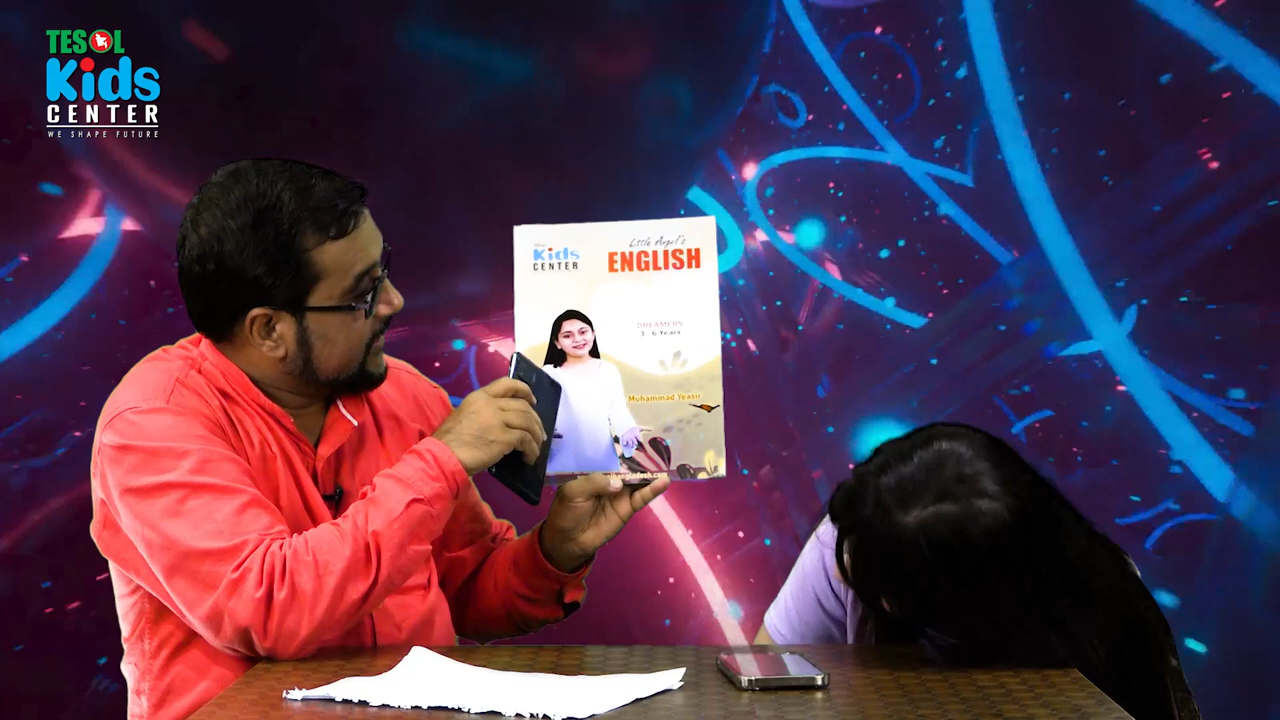 TESOL
Kids
CENTER
WE SHAPE FUTURE
Kids
CENTER
Little Angel's
ENGLISH
DREAMERS
3 - 6 Years
Muhammad Yeasir